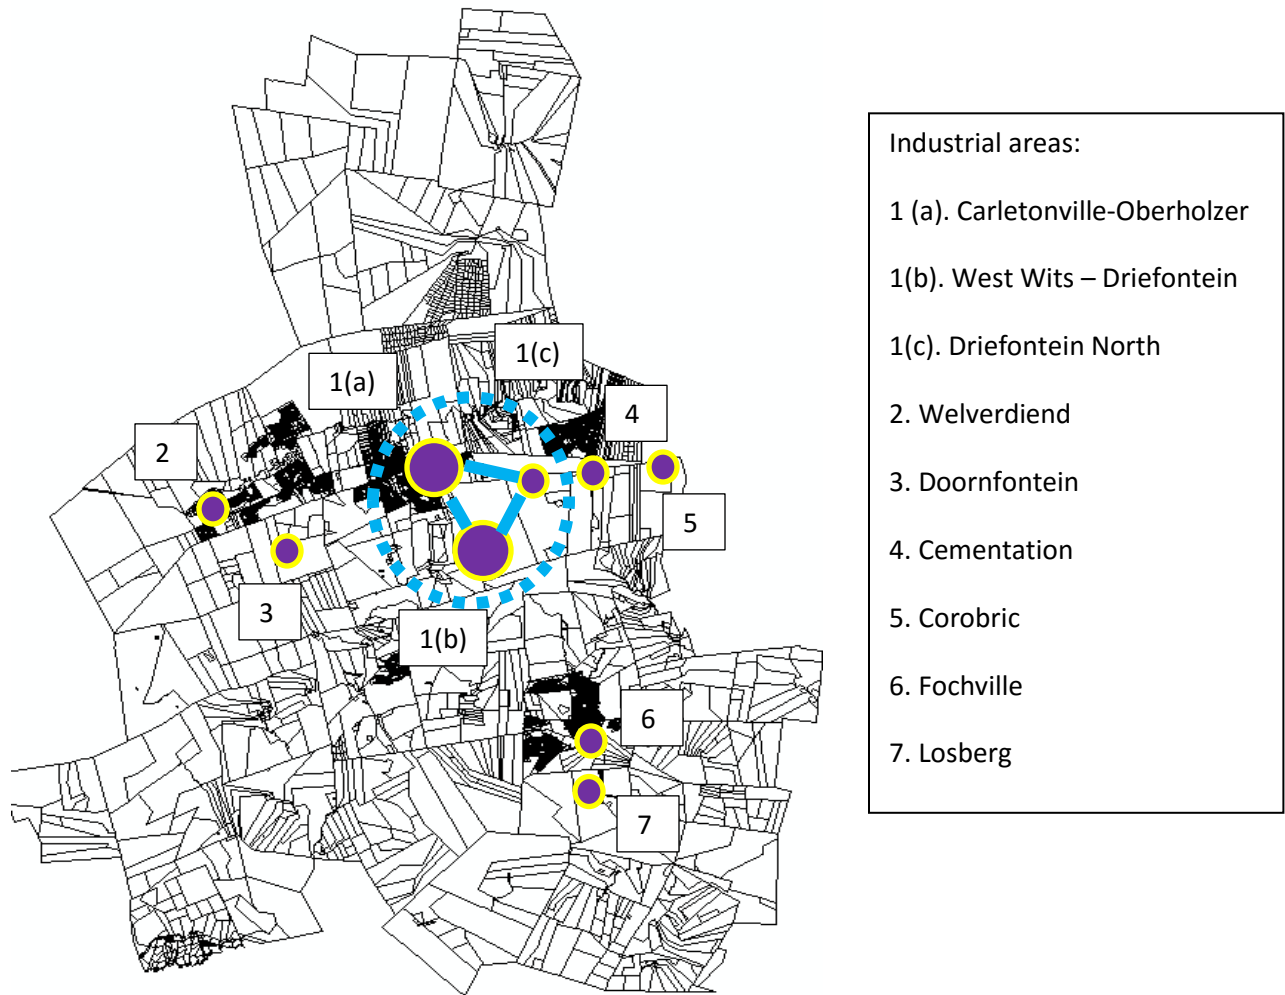 Industrial areas:
1 (a). Carletonville-Oberholzer
1(b). West Wits – Driefontein
1(c). Driefontein North
2. Welverdiend
3. Doornfontein
4. Cementation
5. Corobric
6. Fochville
7. Losberg
1(c)
1(a)
4
2
5
3
1(b)
6
7